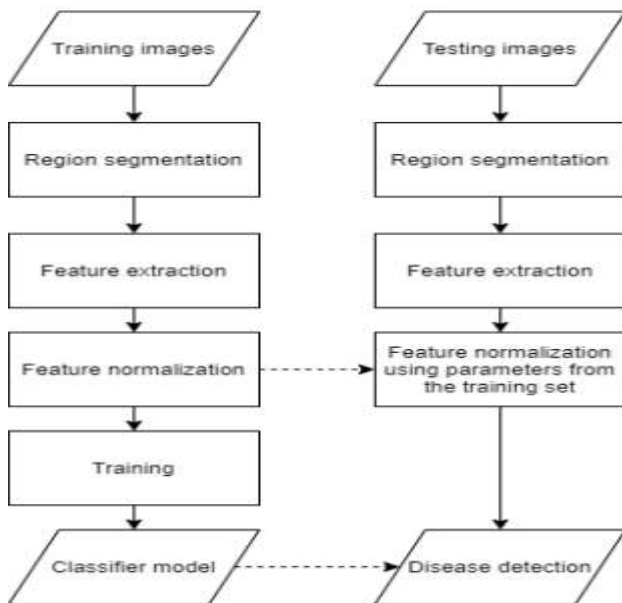 Training images
Region segmentation
Feature extraction
Feature normalization
Training
Classifier model
Testing images
Region segmentation
Feature extraction
Feature normalization
using parameters from
the training set
Disease detection